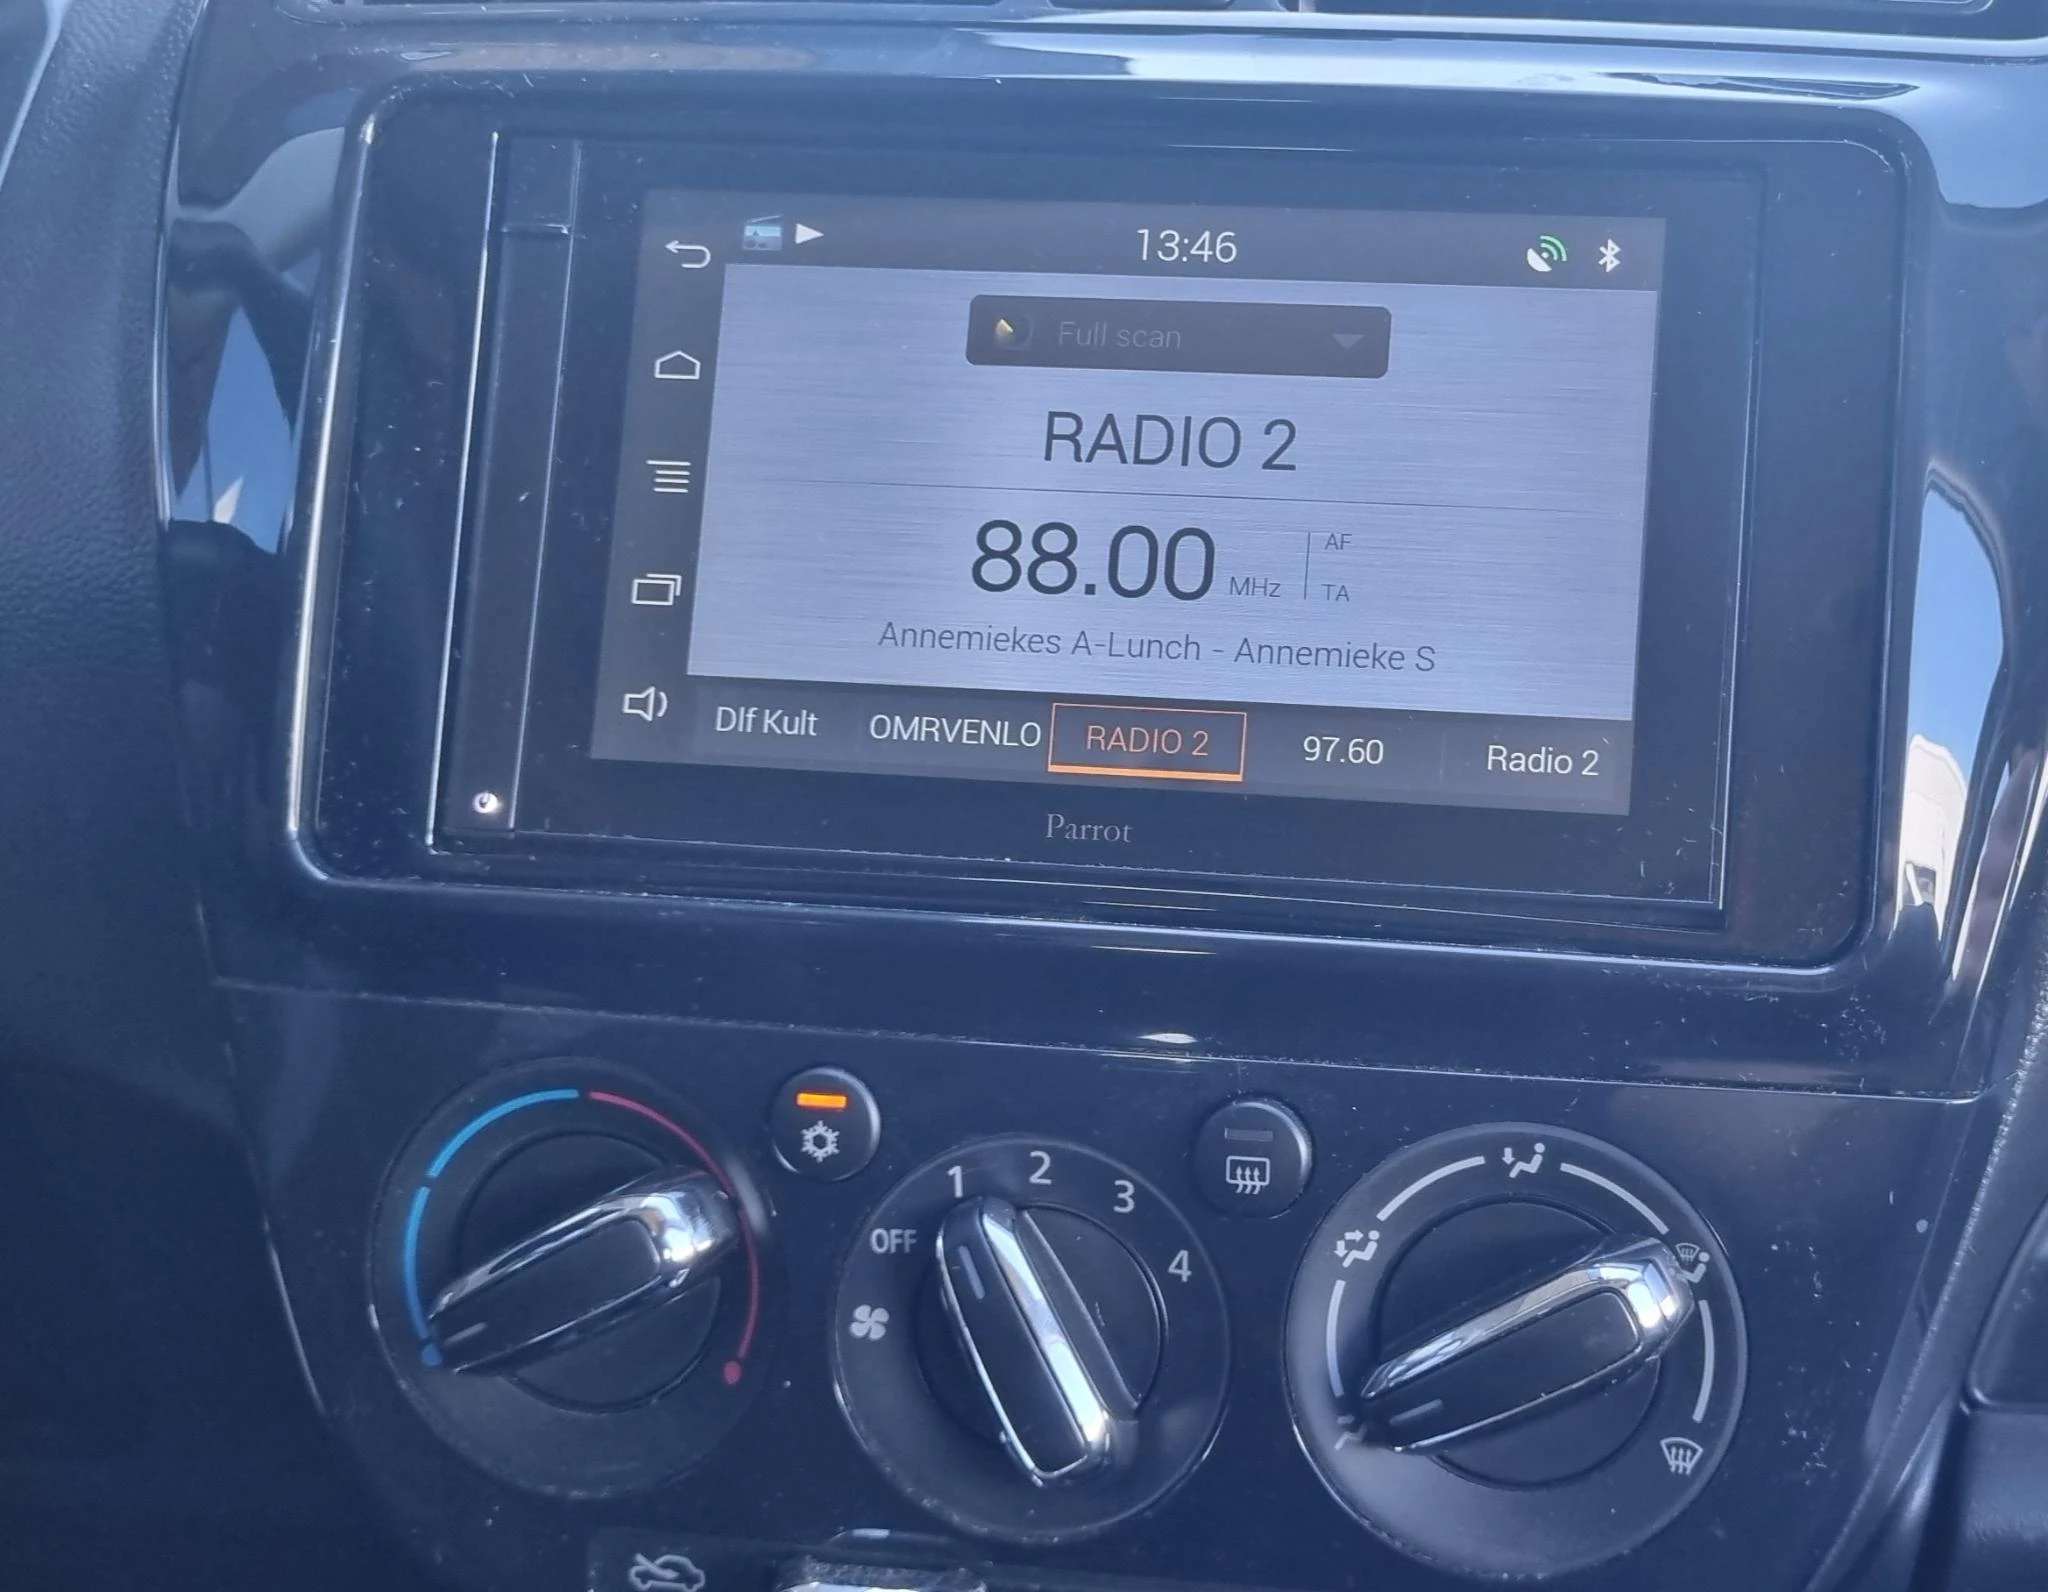 13:46
Full scan
RADIO 2
88.00 MHz
AF
TA
Annemiekes A-Lunch - Annemieke S
Dlf Kult OMRVENLO RADIO 2 97.60 Radio 2
Parrot
OFF 1 2 3 4